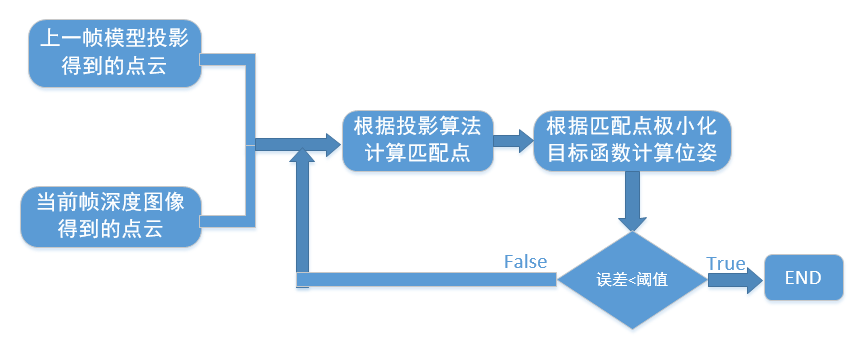 上一帧模型投影
得到的点云
当前帧深度图像
得到的点云
根据投影算法
计算匹配点
根据匹配点极小化
目标函数计算位姿
误差<阈值
False
True
END